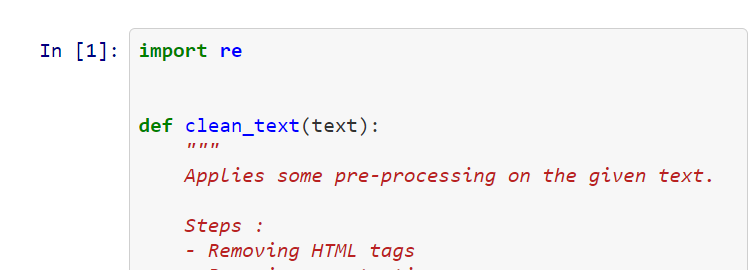 In [1]: import re
def clean_text(text):
"""
Applies some pre-processing on the given text.
Steps :
- Removing HTML tags